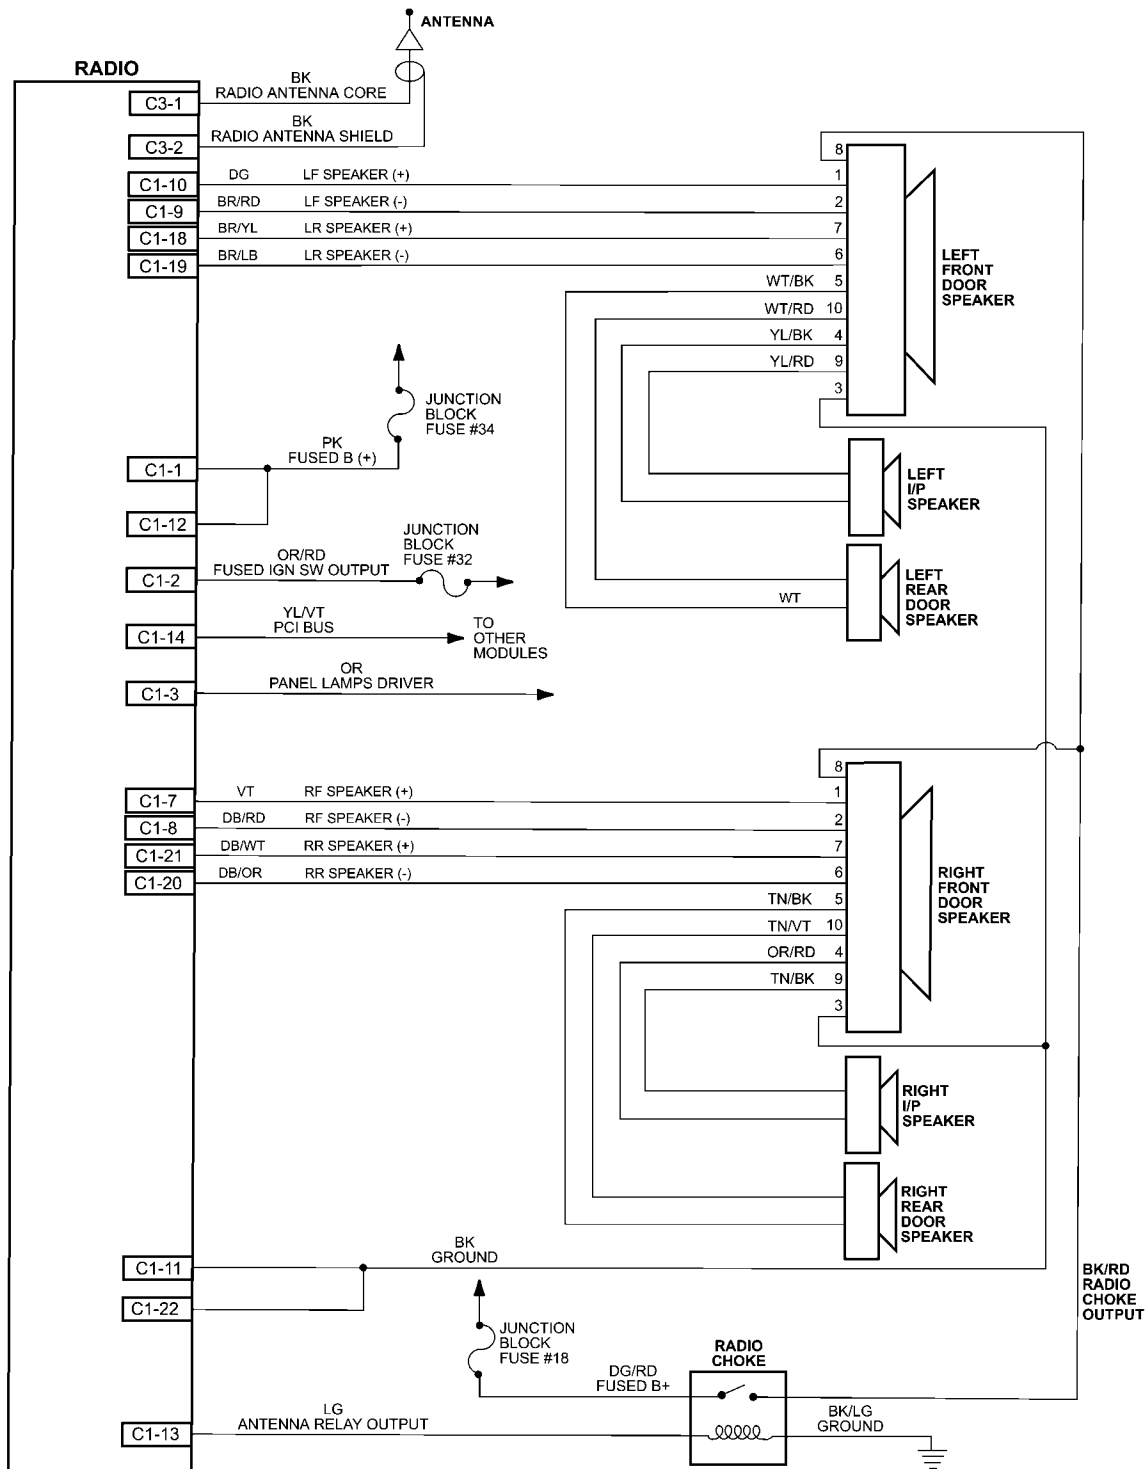 ANTENNA
RADIO
BK
RADIO ANTENNA CORE
C3-1
BK
RADIO ANTENNA SHIELD
C3-2
8
DG LF SPEAKER (+) 1
C1-10
BR/RD LF SPEAKER (-) 2
C1-9
BR/YL LR SPEAKER (+) 7
C1-18
BR/LB LR SPEAKER (-) 6
C1-19
LEFT
FRONT
DOOR
SPEAKER
WT/BK 5
WT/RD 10
YL/BK 4
YL/RD 9
3
JUNCTION
BLOCK
FUSE #34
PK
FUSED B (+)
C1-1
LEFT
I/P
SPEAKER
C1-12
JUNCTION
BLOCK
FUSE #32
OR/RD
FUSED IGN SW OUTPUT
C1-2
LEFT
REAR
DOOR
SPEAKER
WT
YL/VT
PCI BUS
C1-14
TO
OTHER
MODULES
OR
PANEL LAMPS DRIVER
C1-3
8
VT RF SPEAKER (+) 1
C1-7
DB/RD RF SPEAKER (-) 2
C1-8
DB/WT RR SPEAKER (+) 7
C1-21
DB/OR RR SPEAKER (-) 6
C1-20
RIGHT
FRONT
DOOR
SPEAKER
TN/BK 5
TN/VT 10
OR/RD 4
TN/BK 9
3
RIGHT
I/P
SPEAKER
RIGHT
REAR
DOOR
SPEAKER
BK
GROUND
C1-11
C1-22
BK/RD
RADIO
CHOKE
OUTPUT
JUNCTION
BLOCK
FUSE #18
RADIO
CHOKE
DG/RD
FUSED B+
LG
ANTENNA RELAY OUTPUT
C1-13
BK/LG
GROUND